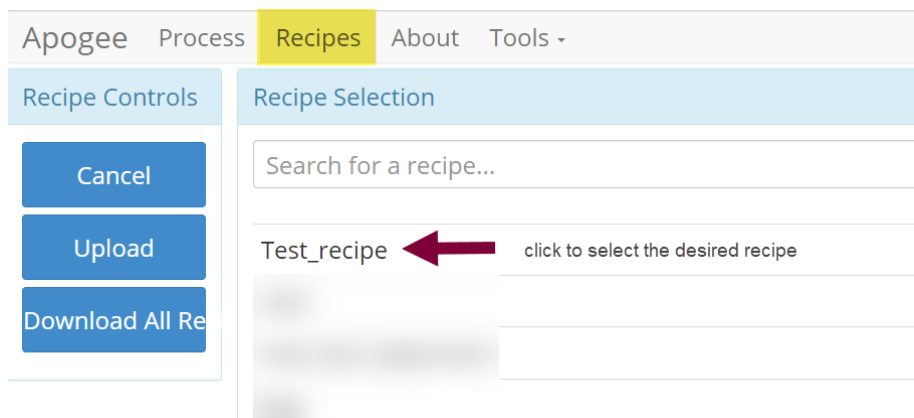 Apogee Process Recipes About Tools
Recipe Controls
Recipe Selection
Cancel
Upload
Download All Re
Search for a recipe...
Test_recipe click to select the desired recipe